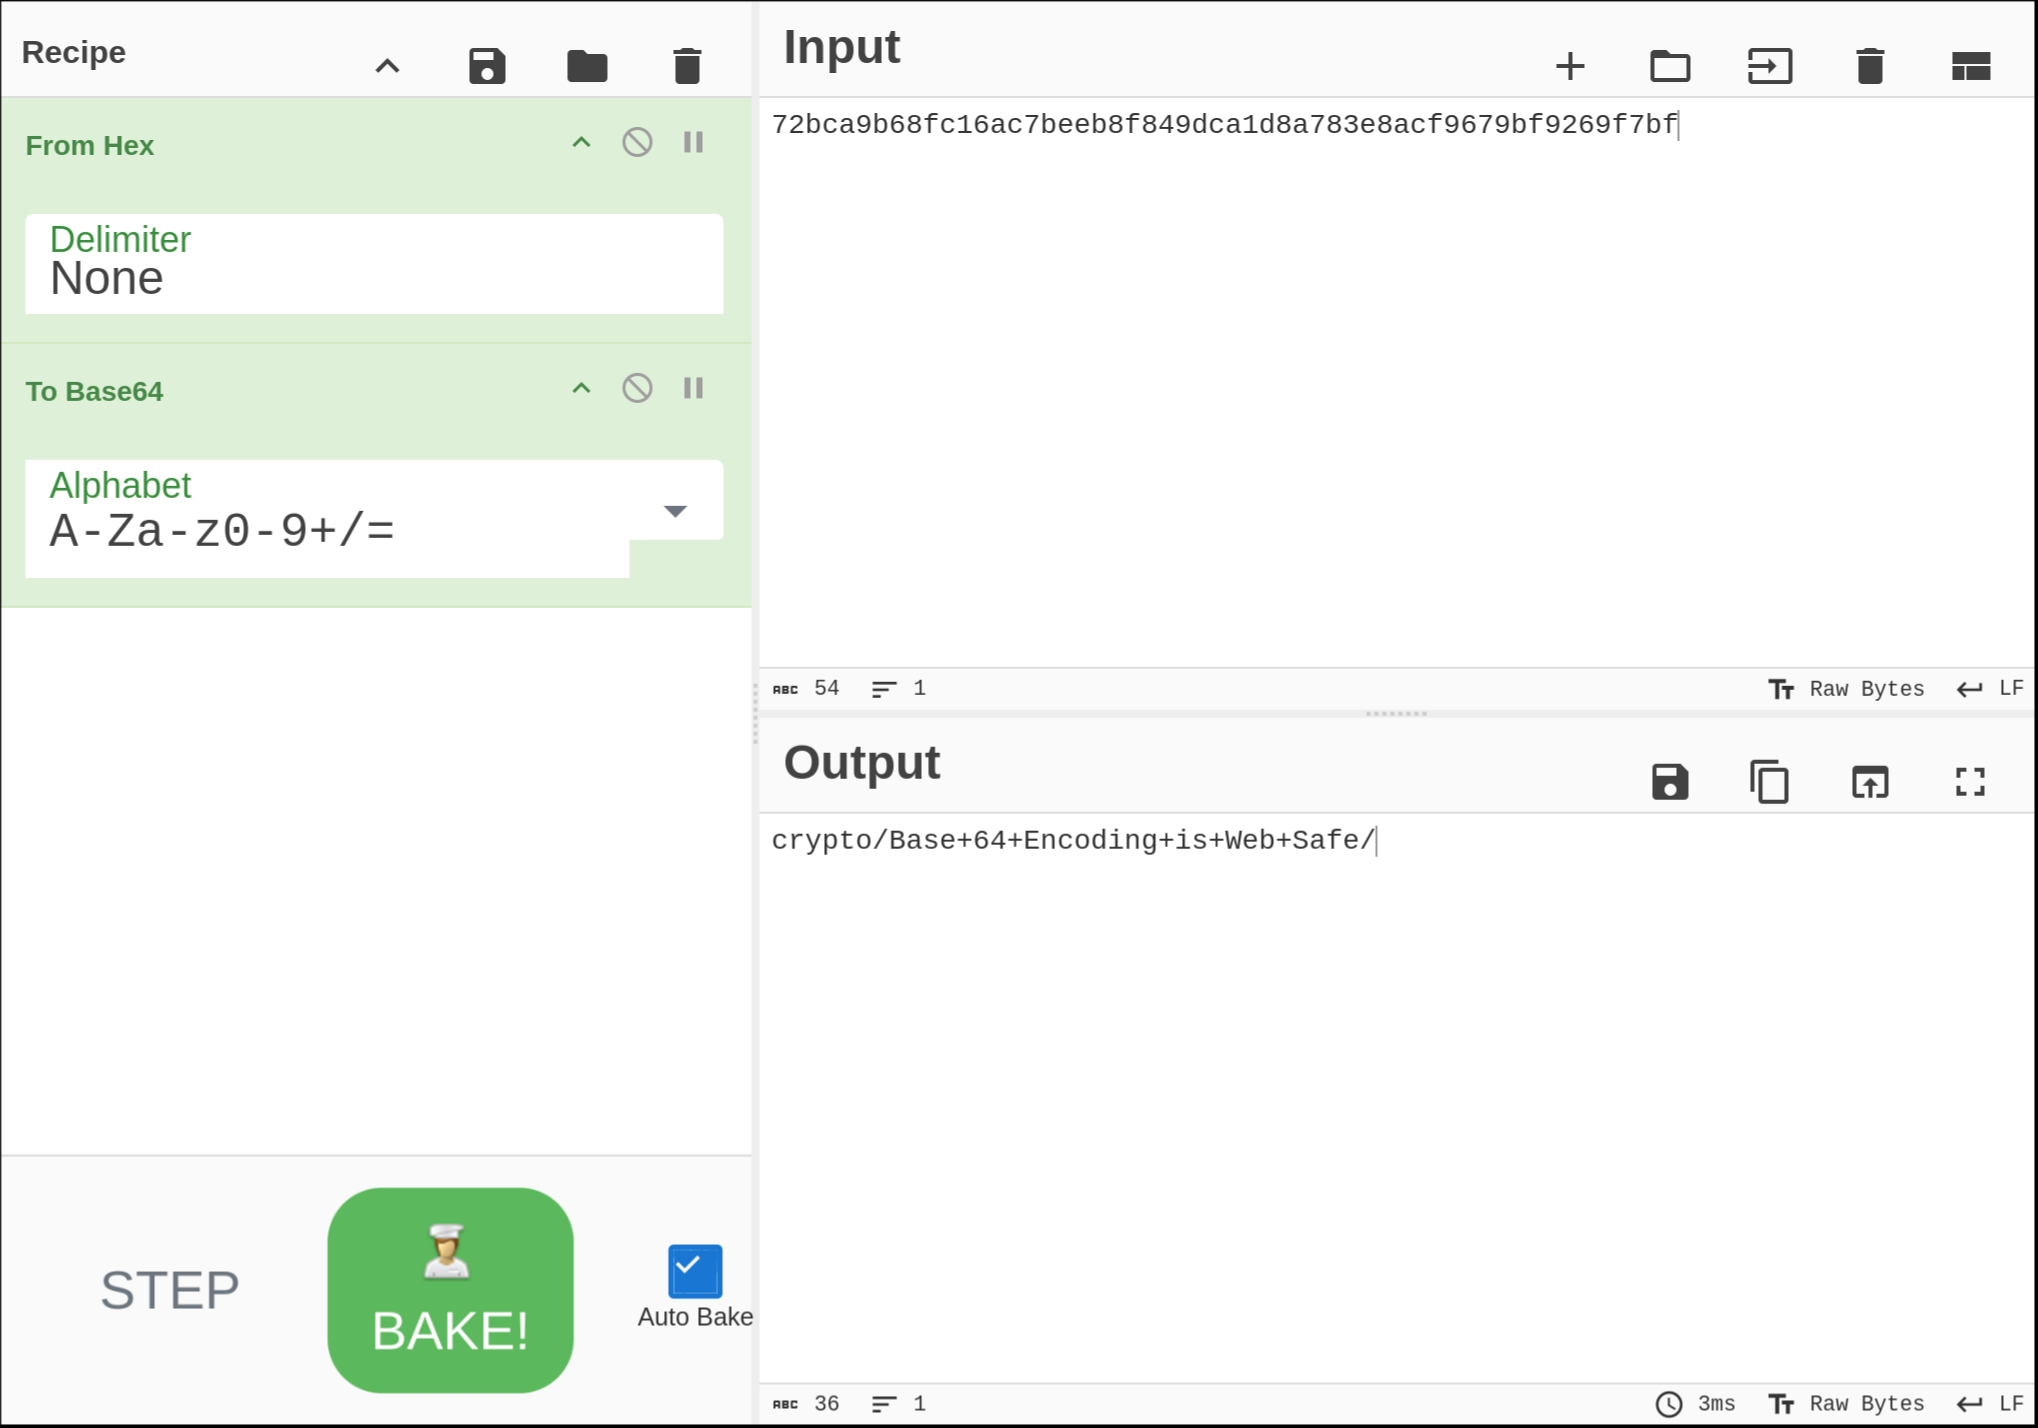 Recipe
From Hex
Delimiter
None
To Base64
Alphabet
A-Za-z0-9+/=
STEP
BAKE!
Auto Bake
Input
72bca9b68fc16ac7beeb8f849dca1d8a783e8acf9679bf9269f7bf
ABC 54 1 Tт Raw Bytes LF
Output
crypto/Base+64+Encoding+is+Web+Safe/
ABC 36 1 3ms Tт Raw Bytes LF